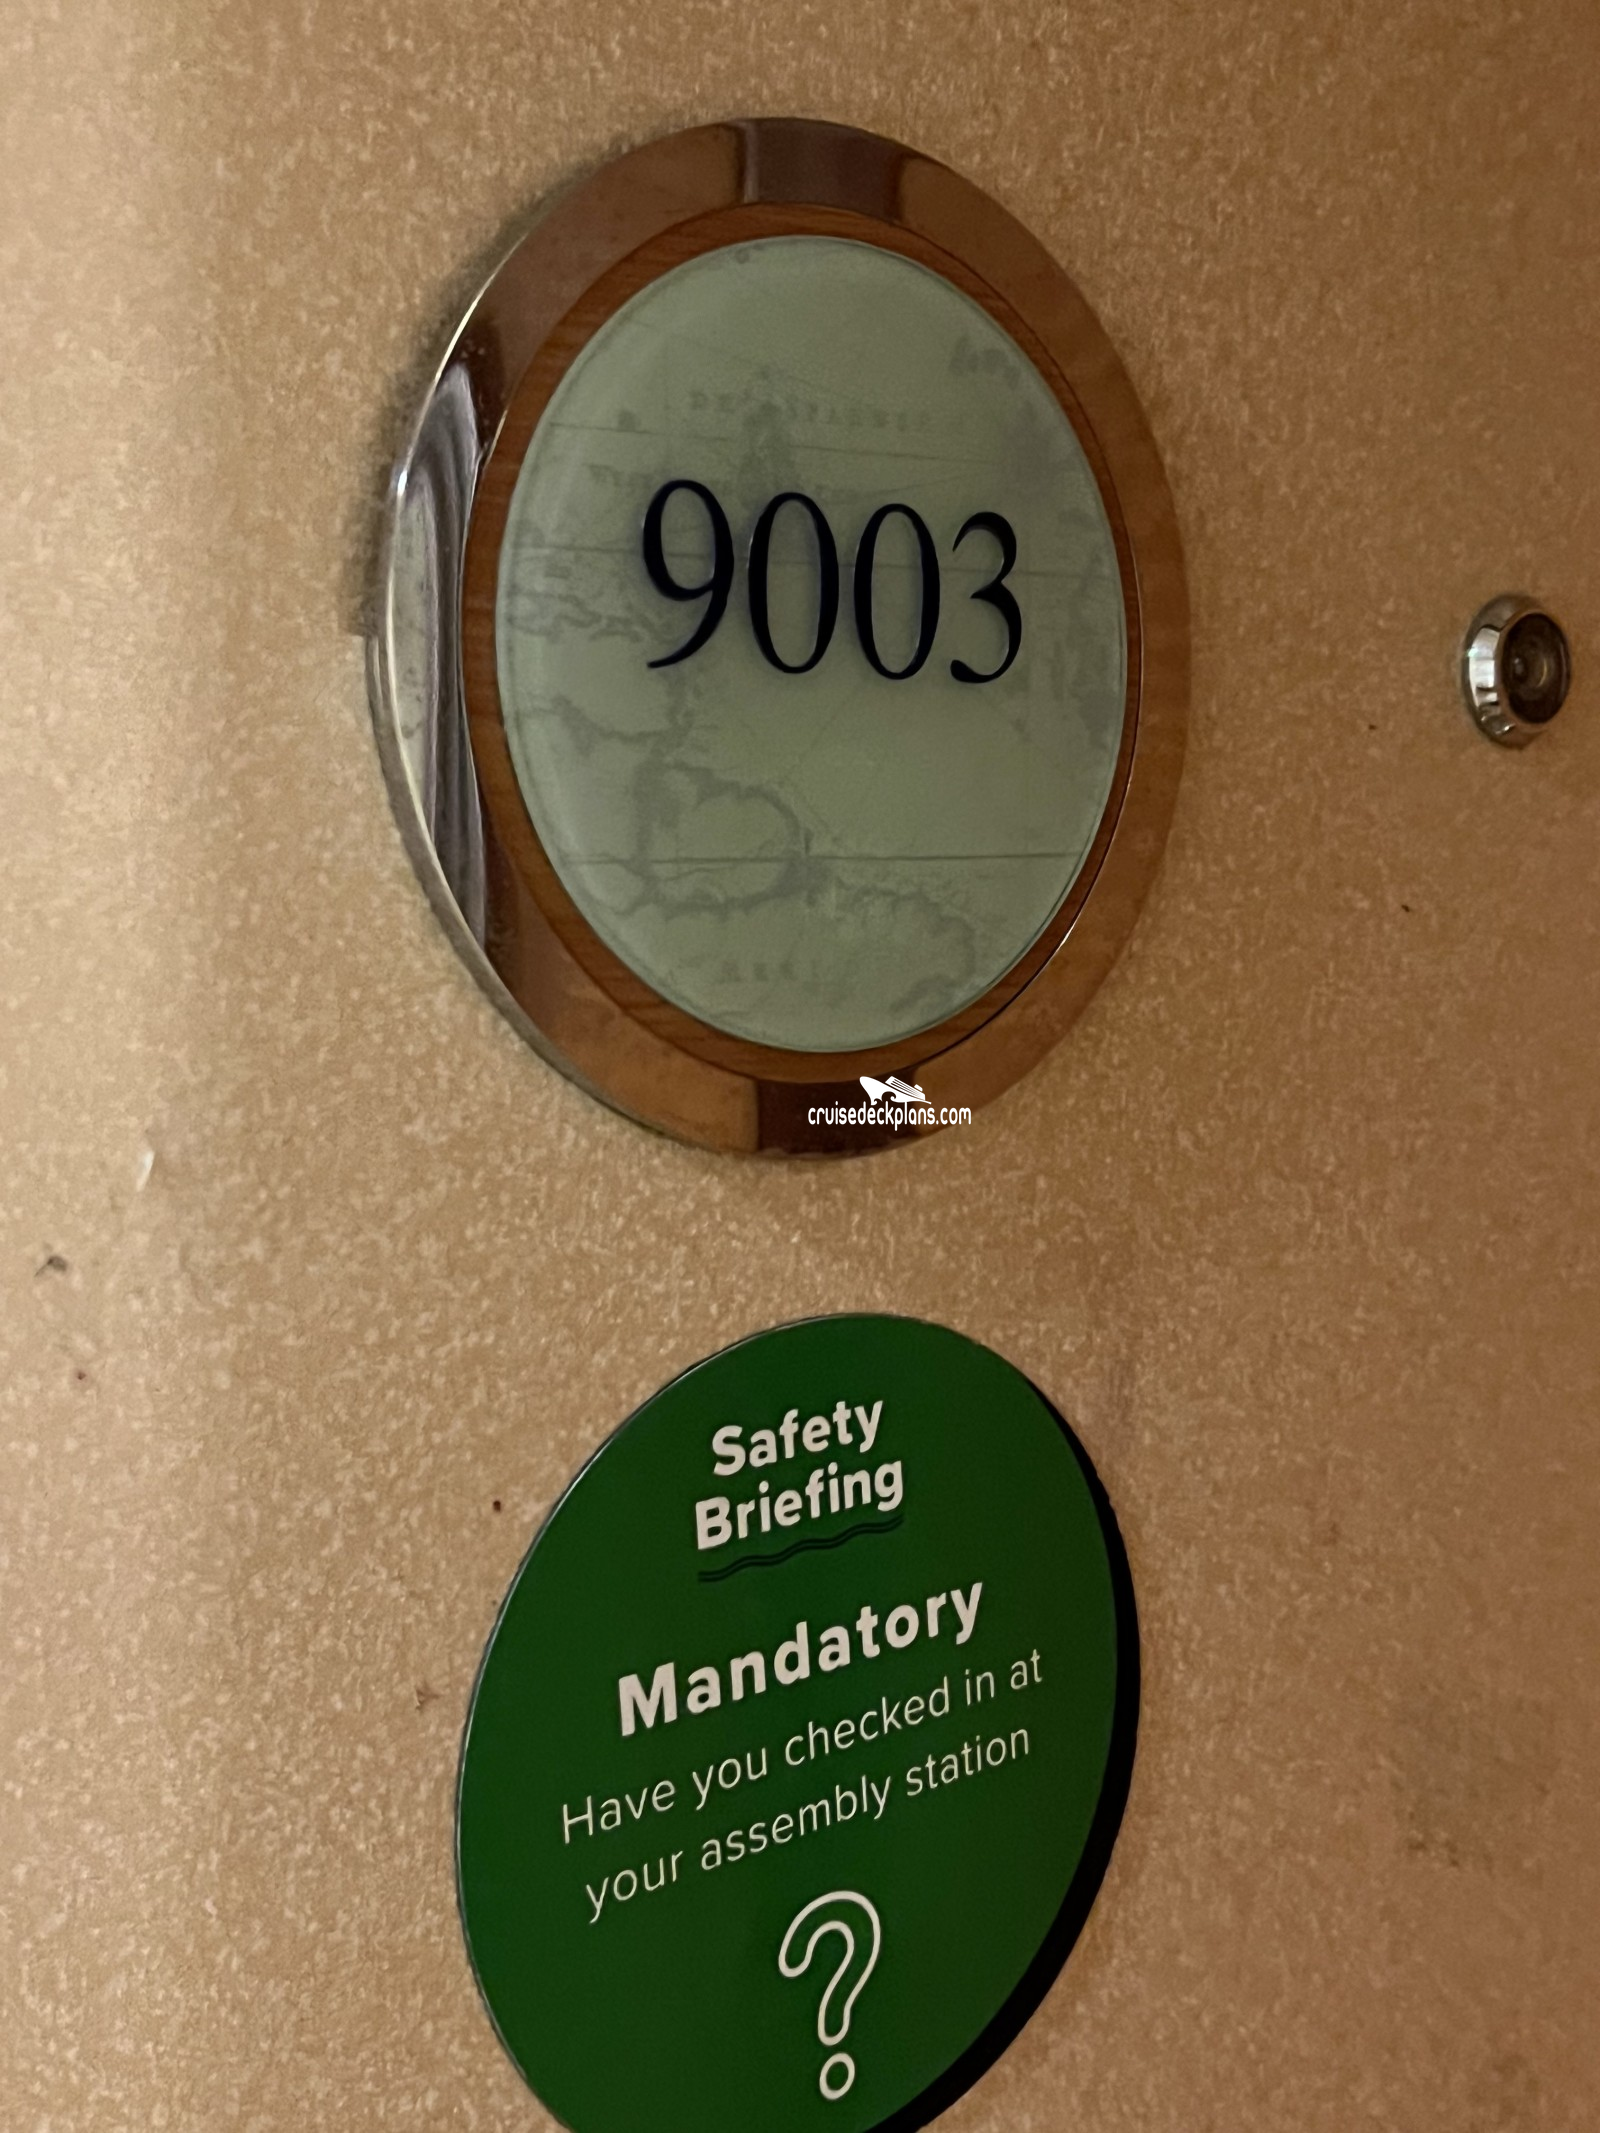 9003
cruisedeckplans.com
Safety
Briefing
Mandatory
Have you checked in at
your assembly station
?